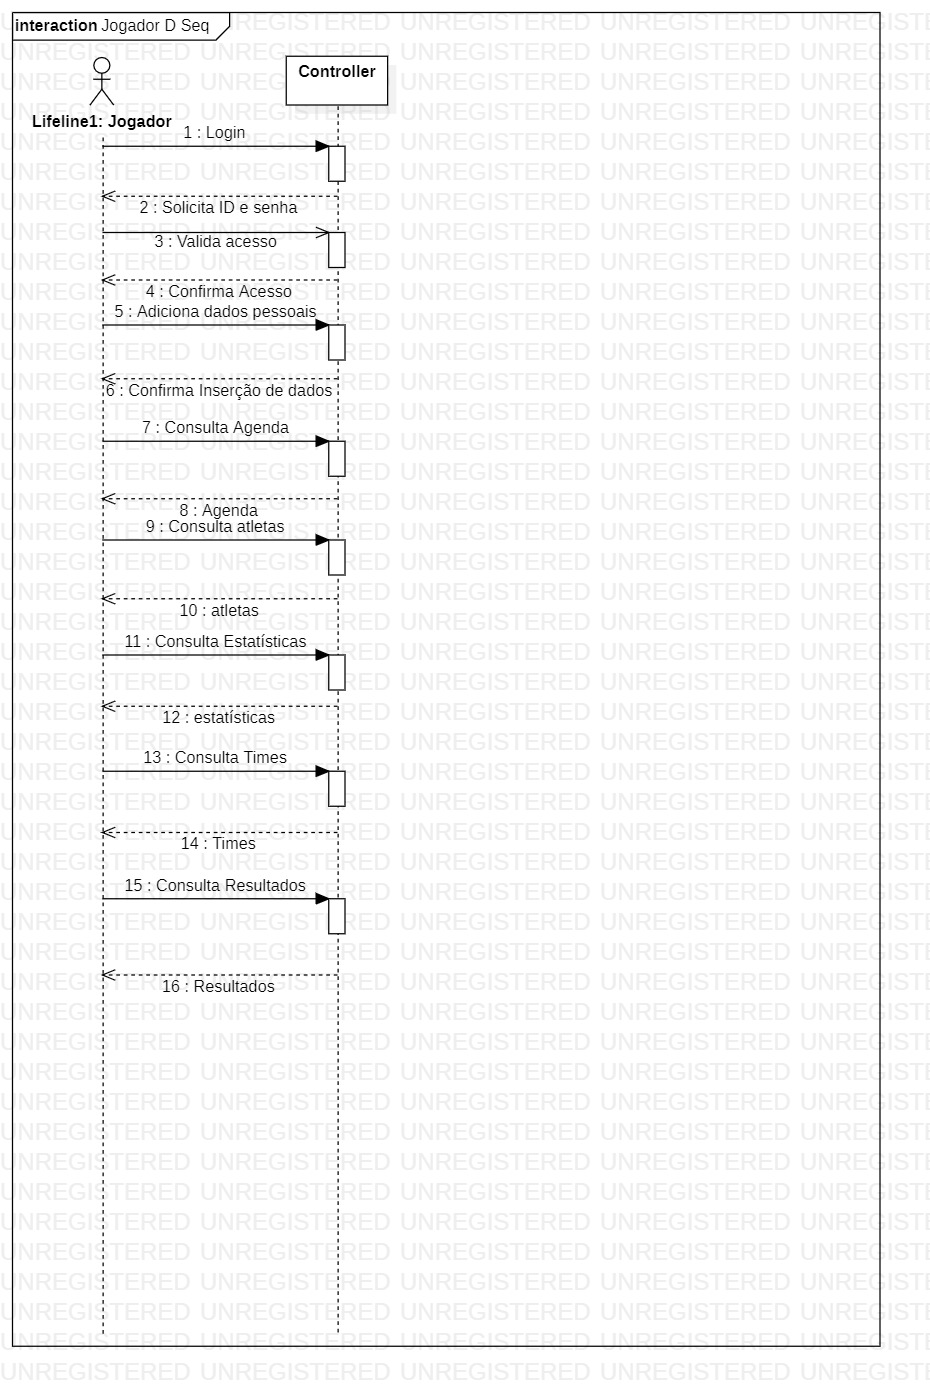 interaction Jogador D Seq
Controller
Lifeline1: Jogador
1 : Login
2 : Solicita ID e senha
3 : Valida acesso
4 : Confirma Acesso
5 : Adiciona dados pessoais
6 : Confirma Inserção de dados
7 : Consulta Agenda
8 : Agenda
9 : Consulta atletas
10 : atletas
11 : Consulta Estatísticas
12 : estatísticas
13 : Consulta Times
14 : Times
15 : Consulta Resultados
16 : Resultados
UNREGISTERED UNREGISTERED UNREGISTERED UNREGISTERED UNREGISTERED